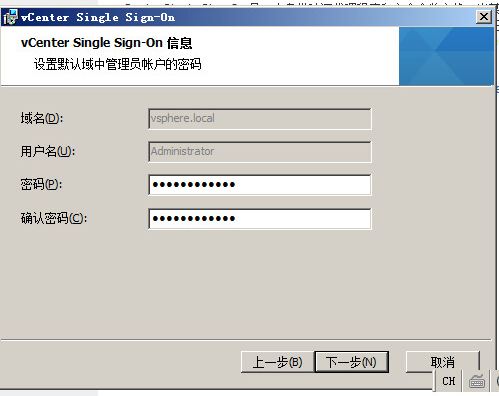 vCenter Single Sign-On
vCenter Single Sign-On 信息
设置默认域中管理员帐户的密码
域名(D):
vsphere.local
用户名(U):
Administrator
密码(P):
••••••••••••
确认密码(C):
••••••••••••
上一步(B)
下一步(N)
取消
CH